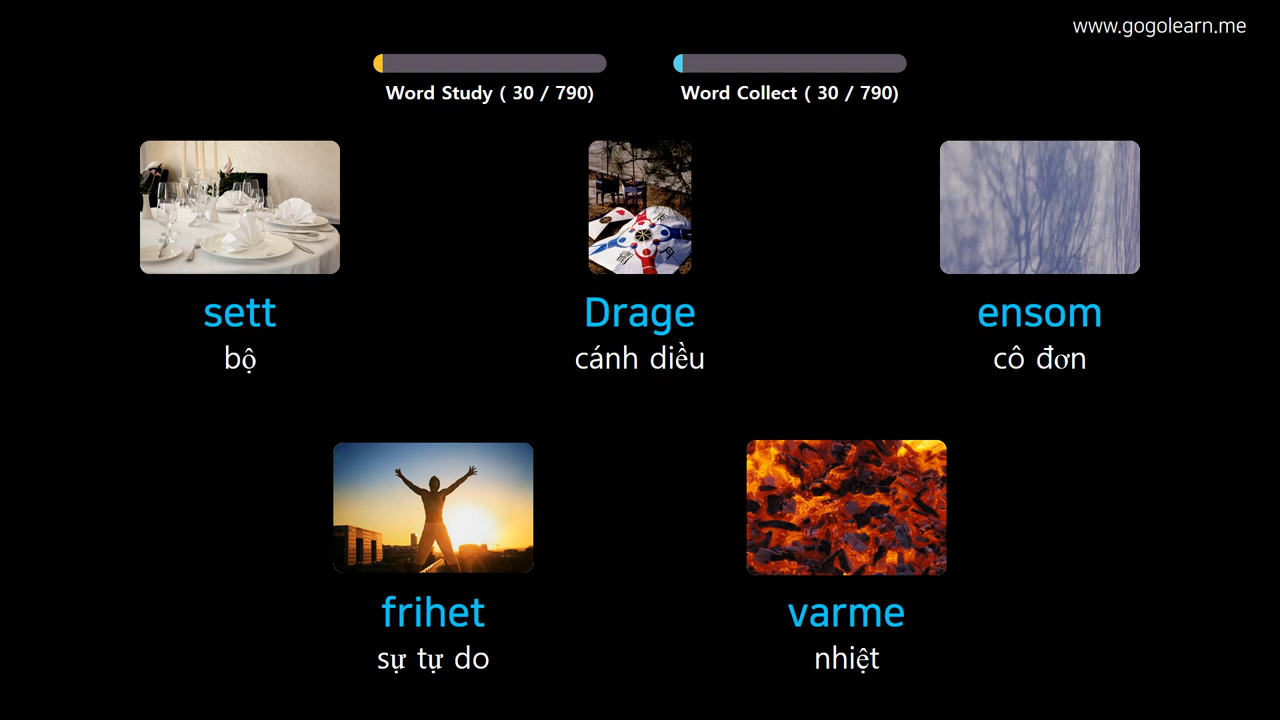 www.gogolearn.me
Word Study ( 30 / 790)
Word Collect ( 30 / 790)
sett
bộ
Drage
cánh diều
ensom
cô đơn
frihet
sự tự do
varme
nhiệt